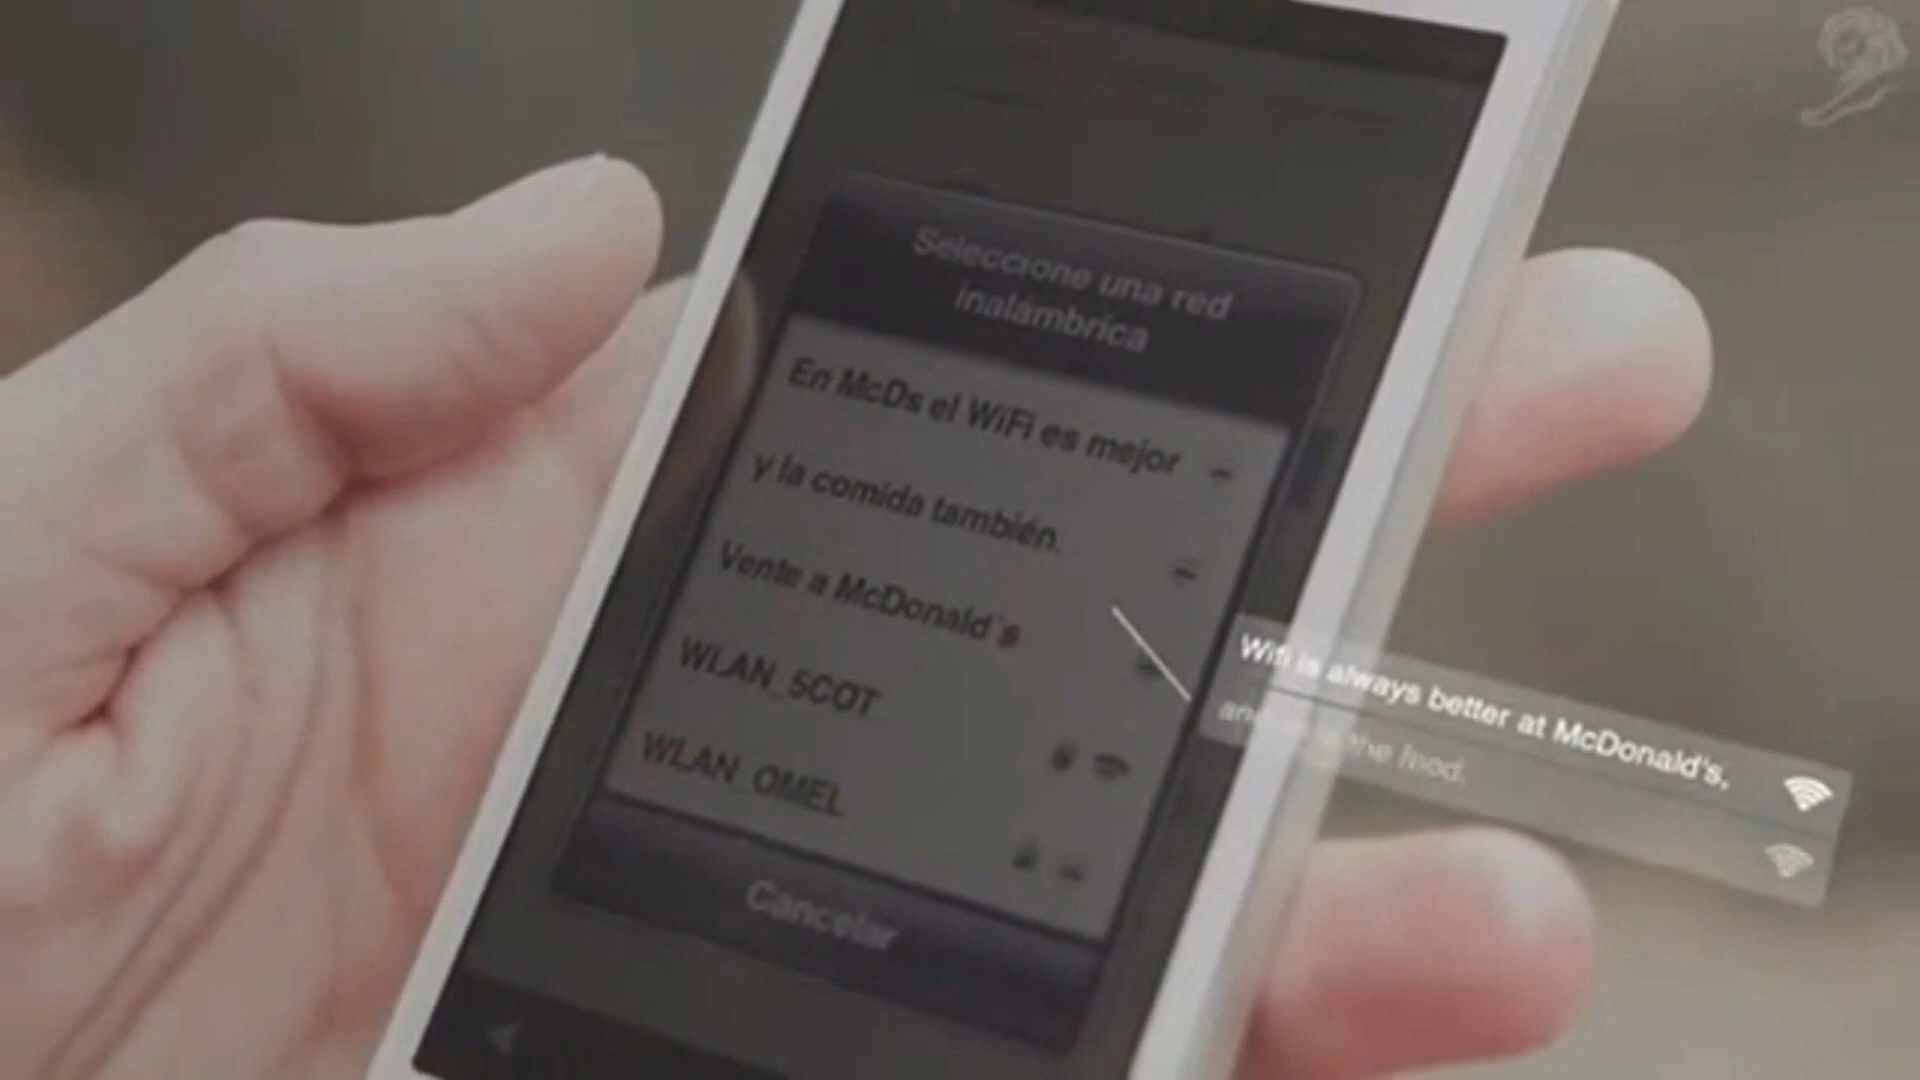 Seleccione una red
inalámbrica
En McDs el WiFi es mejor
y la comida también.
Vente a McDonald´s
WLAN_5COT
WLAN_OMEL
Cancelar
Wifi is always better at McDonald's,
the food.